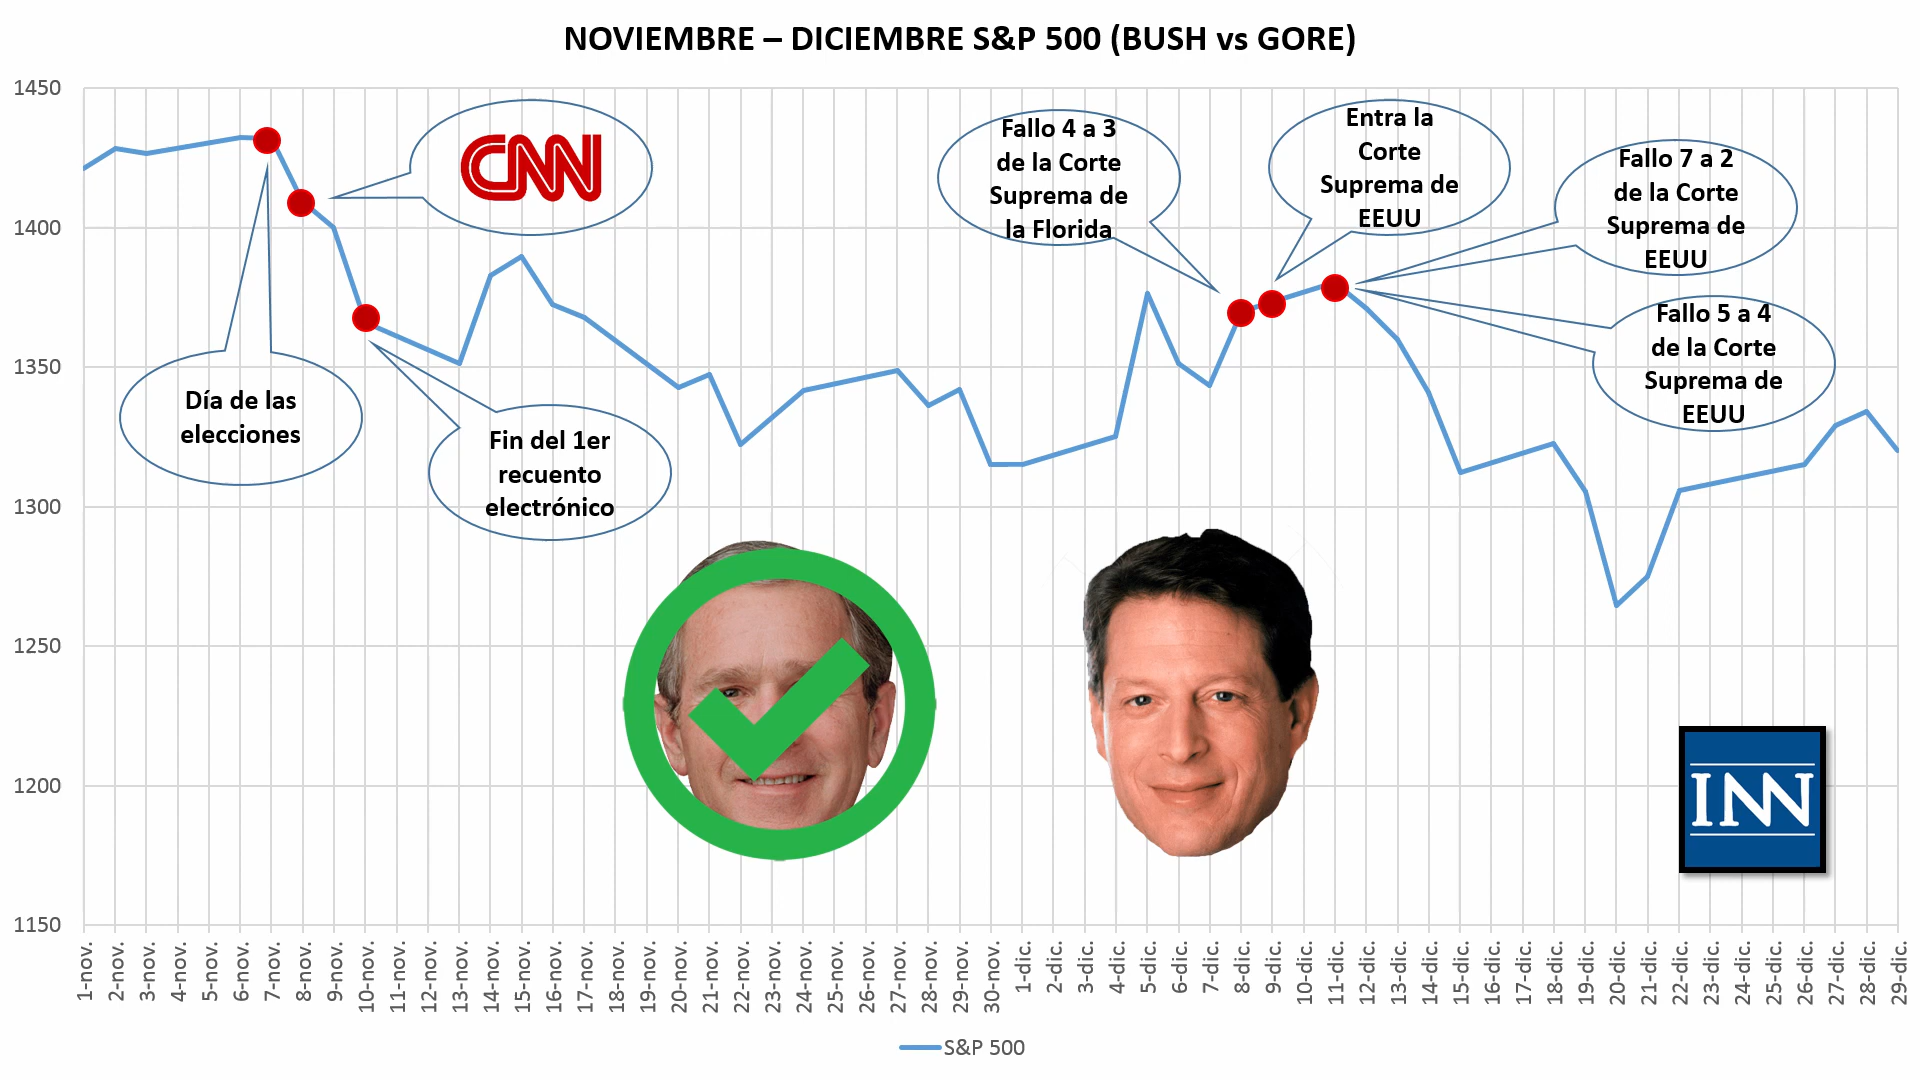 NOVIEMBRE – DICIEMBRE S&P 500 (BUSH vs GORE)
1450
1400
1350
1300
1250
1200
1150
CNN
Día de las
elecciones
Fin del 1er
recuento
electrónico
Fallo 4 a 3
de la Corte
Suprema de
la Florida
Entra la
Corte
Suprema de
EEUU
Fallo 7 a 2
de la Corte
Suprema de
EEUU
Fallo 5 a 4
de la Corte
Suprema de
EEUU
INN
1-nov.
2-nov.
3-nov.
4-nov.
5-nov.
6-nov.
7-nov.
8-nov.
9-nov.
10-nov.
11-nov.
12-nov.
13-nov.
14-nov.
15-nov.
16-nov.
17-nov.
18-nov.
19-nov.
20-nov.
21-nov.
22-nov.
23-nov.
24-nov.
25-nov.
26-nov.
27-nov.
28-nov.
29-nov.
30-nov.
1-dic.
2-dic.
3-dic.
4-dic.
5-dic.
6-dic.
7-dic.
8-dic.
9-dic.
10-dic.
11-dic.
12-dic.
13-dic.
14-dic.
15-dic.
16-dic.
17-dic.
18-dic.
19-dic.
20-dic.
21-dic.
22-dic.
23-dic.
24-dic.
25-dic.
26-dic.
27-dic.
28-dic.
29-dic.
S&P 500